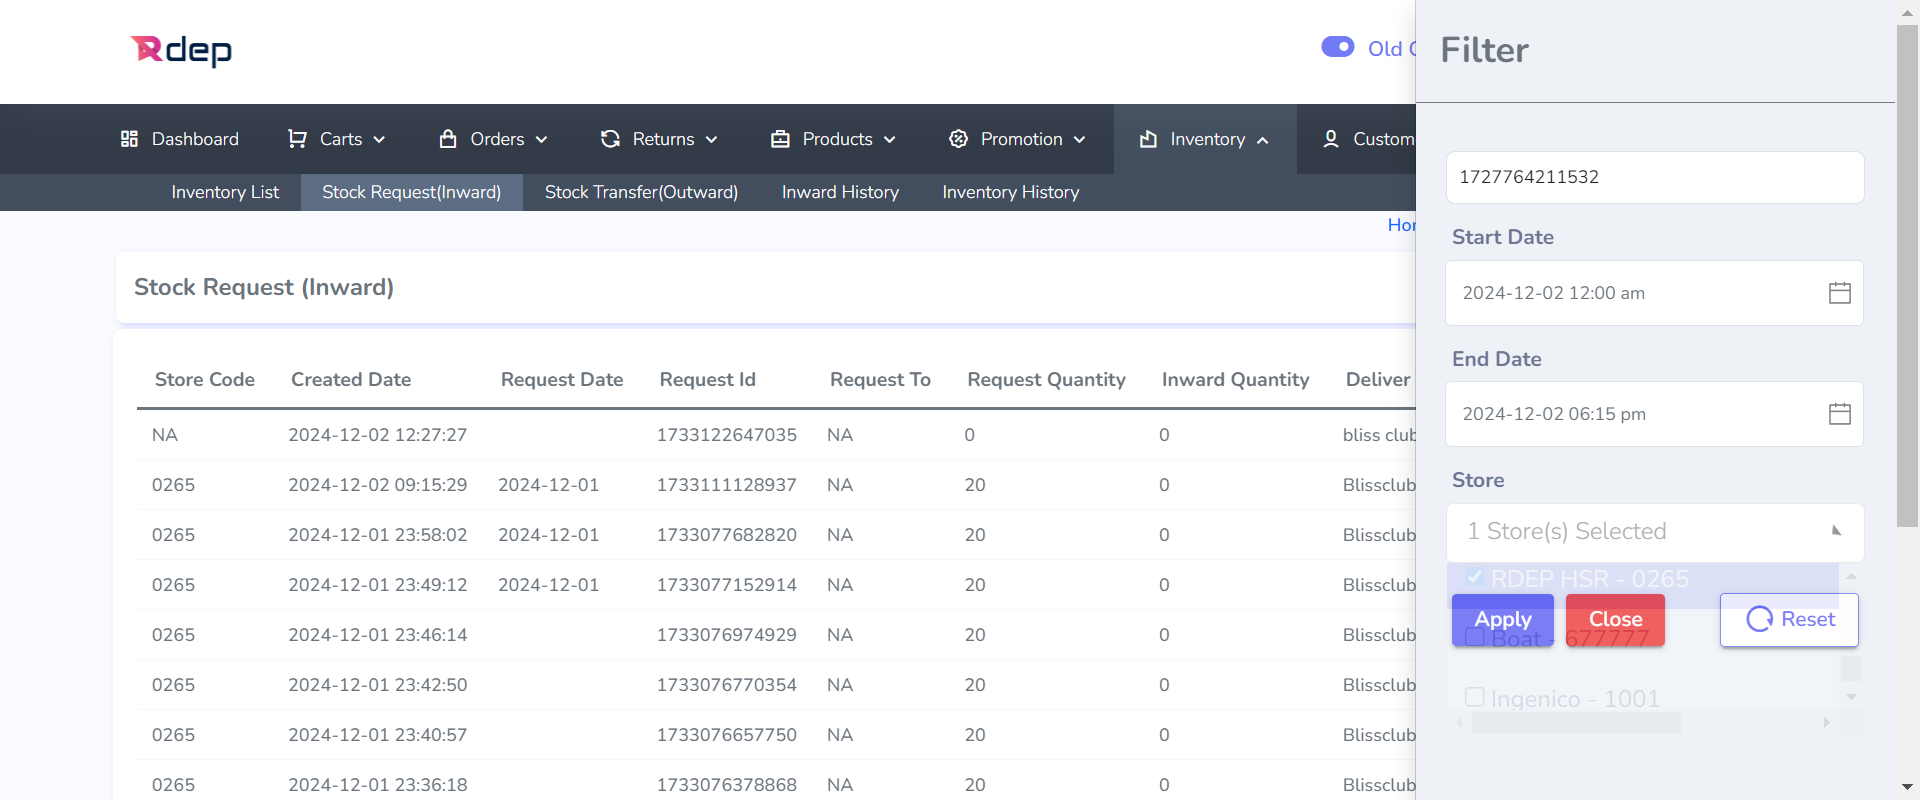 Rdep
Old
Dashboard
Carts
Orders
Returns
Products
Promotion
Inventory
Custom
Inventory List
Stock Request(Inward)
Stock Transfer(Outward)
Inward History
Inventory History
Hor
Stock Request (Inward)
Store Code Created Date Request Date Request Id Request To Request Quantity Inward Quantity Deliver
NA 2024-12-02 12:27:27 1733122647035 NA 0 0 bliss club
0265 2024-12-02 09:15:29 2024-12-01 1733111128937 NA 20 0 Blissclub
0265 2024-12-01 23:58:02 2024-12-01 1733077682820 NA 20 0 Blissclub
0265 2024-12-01 23:49:12 2024-12-01 1733077152914 NA 20 0 Blissclub
0265 2024-12-01 23:46:14 1733076974929 NA 20 0 Blissclub
0265 2024-12-01 23:42:50 1733076770354 NA 20 0 Blissclub
0265 2024-12-01 23:40:57 1733076657750 NA 20 0 Blissclub
0265 2024-12-01 23:36:18 1733076378868 NA 20 0 Blissclub
Filter
1727764211532
Start Date
2024-12-02 12:00 am
End Date
2024-12-02 06:15 pm
Store
1 Store(s) Selected
RDEP HSR - 0265
Apply
Close
Reset
Boat - 677777
Ingenico - 1001